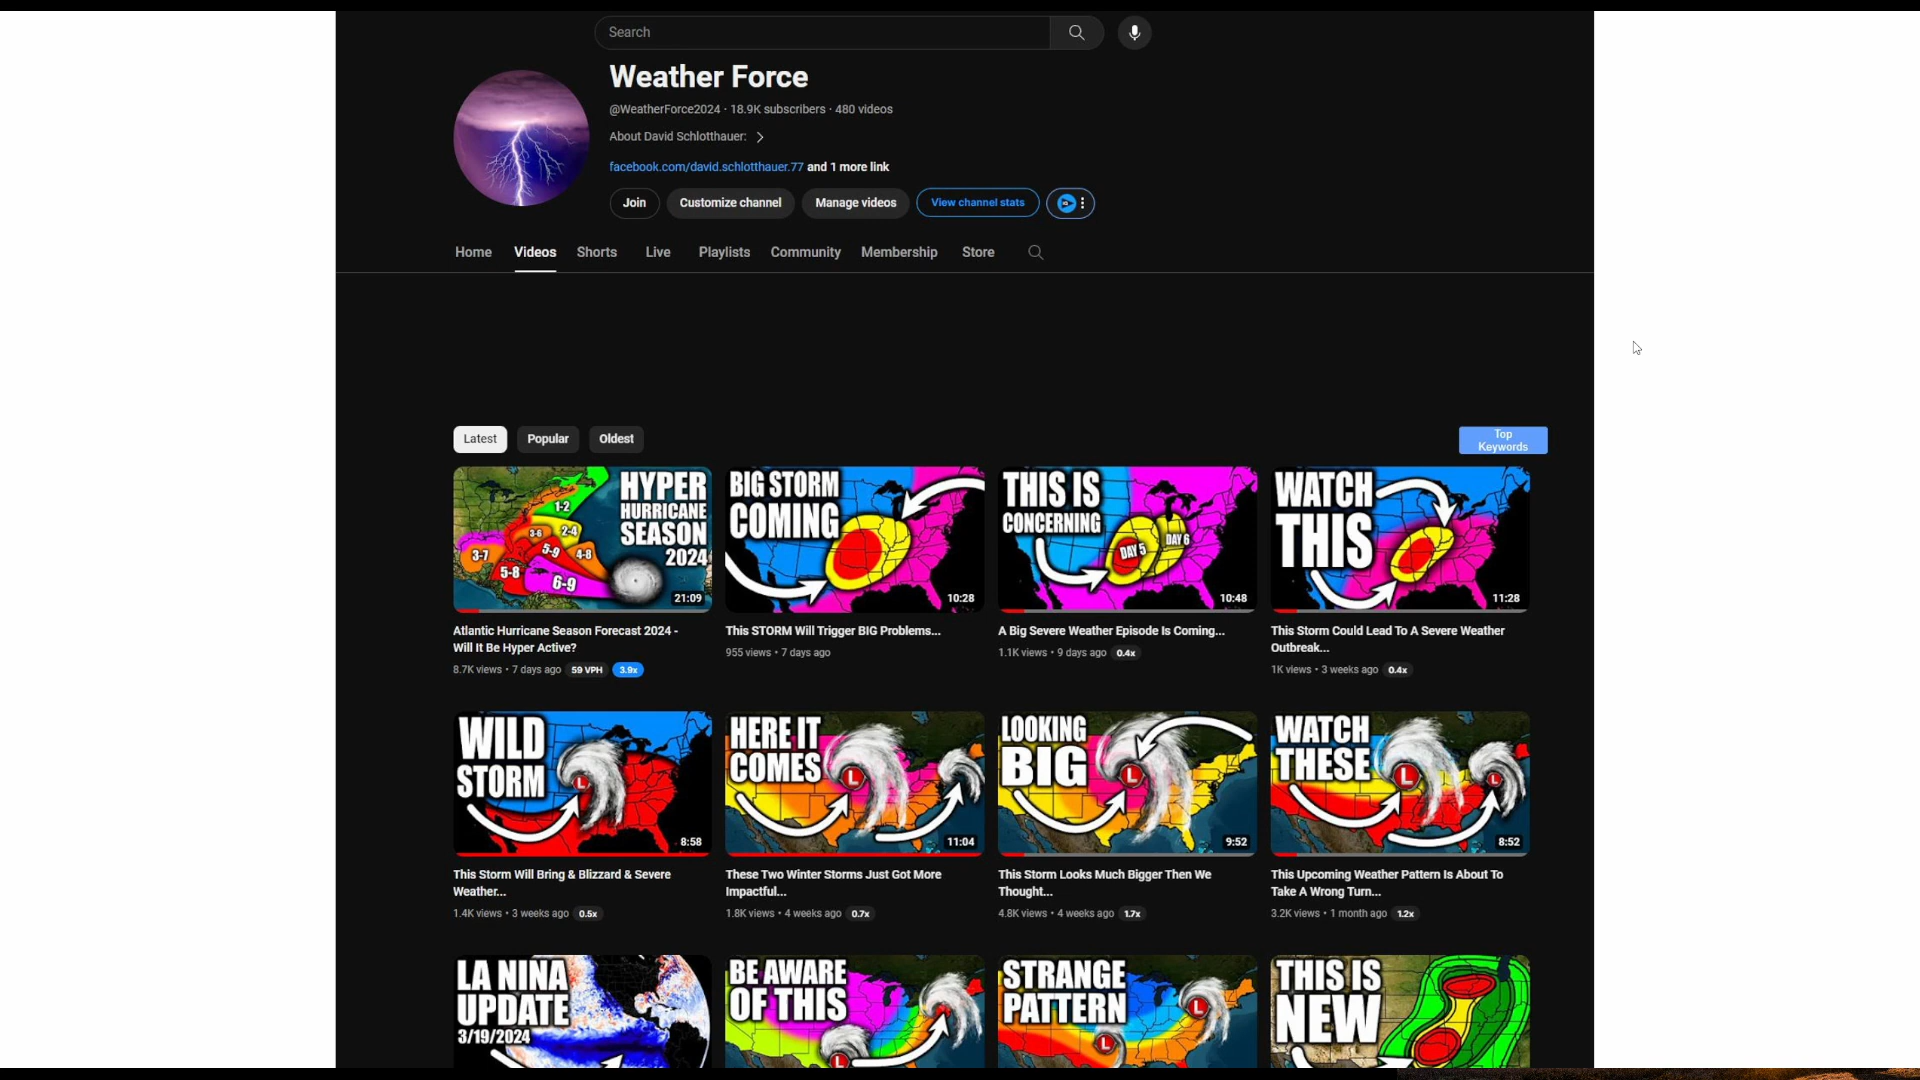 Search
Weather Force
@WeatherForce2024 · 18.9K subscribers · 480 videos
About David Schlotthauer:
facebook.com/david.schlotthauer.77 and 1 more link
Join
Customize channel
Manage videos
View channel stats
Home
Videos
Shorts
Live
Playlists
Community
Membership
Store
Latest
Popular
Oldest
Top
Keywords
HYPER
HURRICANE
SEASON
2024
1-2
2-4
3-6
5-9
4-8
3-7
5-8
6-9
21:09
Atlantic Hurricane Season Forecast 2024 -
Will It Be Hyper Active?
8.7K views • 7 days ago 59 VPH 3.9x
BIG STORM
COMING
10:28
This STORM Will Trigger BIG Problems...
955 views • 7 days ago
THIS IS
CONCERNING
DAY 5
DAY 6
10:48
A Big Severe Weather Episode Is Coming...
1.1K views • 9 days ago 0.4x
WATCH
THIS
11:28
This Storm Could Lead To A Severe Weather
Outbreak...
1K views • 3 weeks ago 0.4x
WILD
STORM
L
8:58
This Storm Will Bring & Blizzard & Severe
Weather...
1.4K views • 3 weeks ago 0.5x
HERE IT
COMES
L
11:04
These Two Winter Storms Just Got More
Impactful...
1.8K views • 4 weeks ago 0.7x
LOOKING
BIG
L
9:52
This Storm Looks Much Bigger Then We
Thought...
4.8K views • 4 weeks ago 1.7x
WATCH
THESE
L
L
8:52
This Upcoming Weather Pattern Is About To
Take A Wrong Turn...
3.2K views • 1 month ago 1.2x
LA NINA
UPDATE
3/19/2024
BE AWARE
OF THIS
L
STRANGE
PATTERN
L
L
THIS IS
NEW